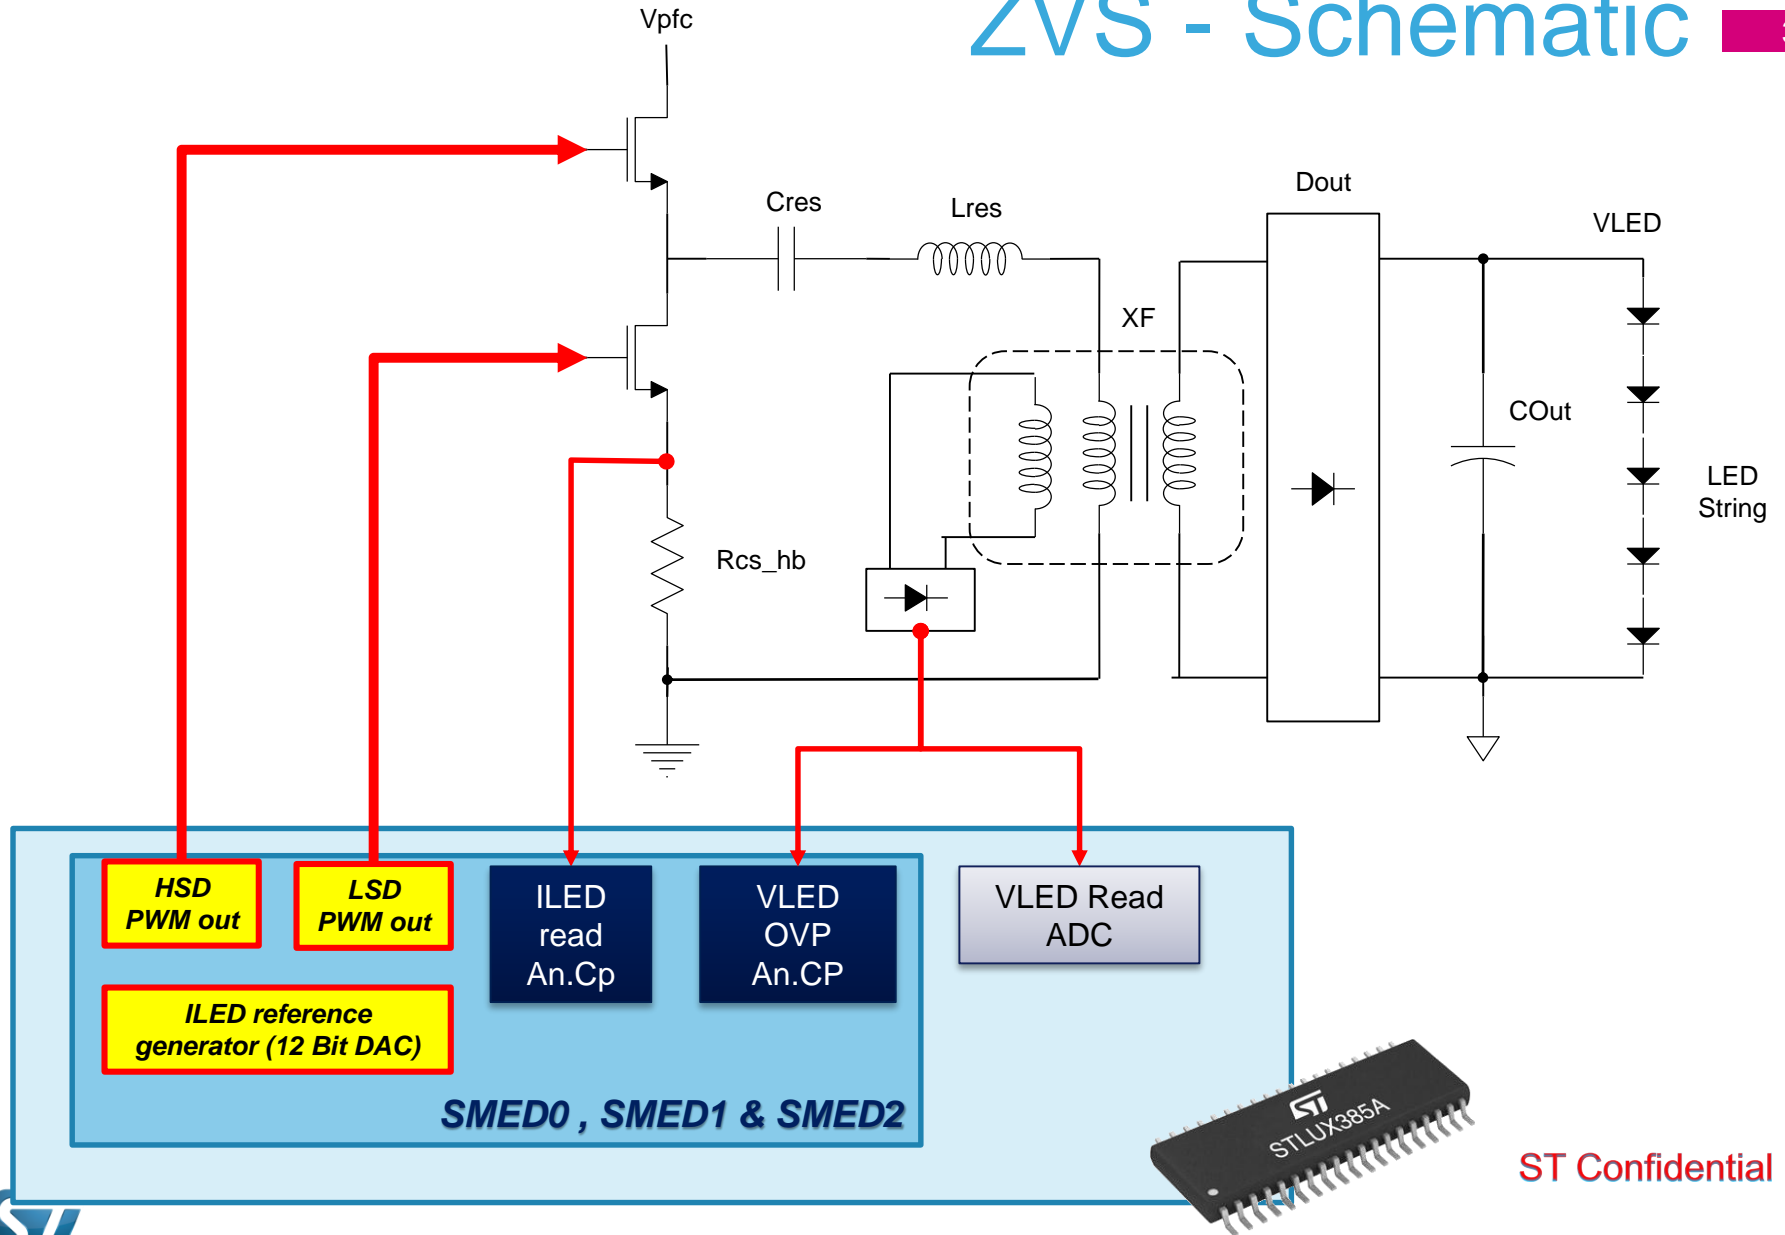 ZVS - Schematic
Vpfc
Cres
Lres
Dout
VLED
XF
COut
LED
String
Rcs_hb
HSD
PWM out
LSD
PWM out
ILED
read
An.Cp
VLED
OVP
An.CP
VLED Read
ADC
ILED reference
generator (12 Bit DAC)
SMED0 , SMED1 & SMED2
ST
STLUX385A
ST Confidential
ST